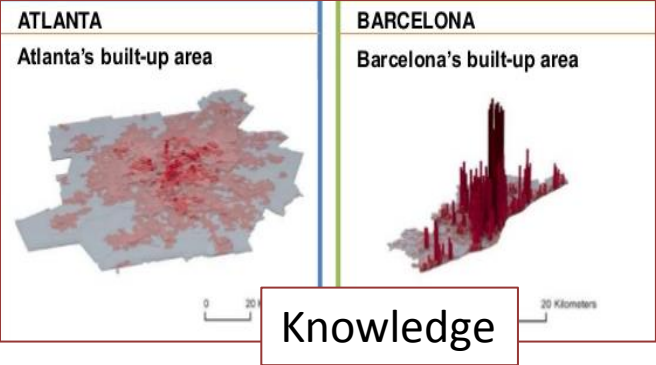 ATLANTA
Atlanta's built-up area
BARCELONA
Barcelona's built-up area
0 20
20 Kilometers
Knowledge